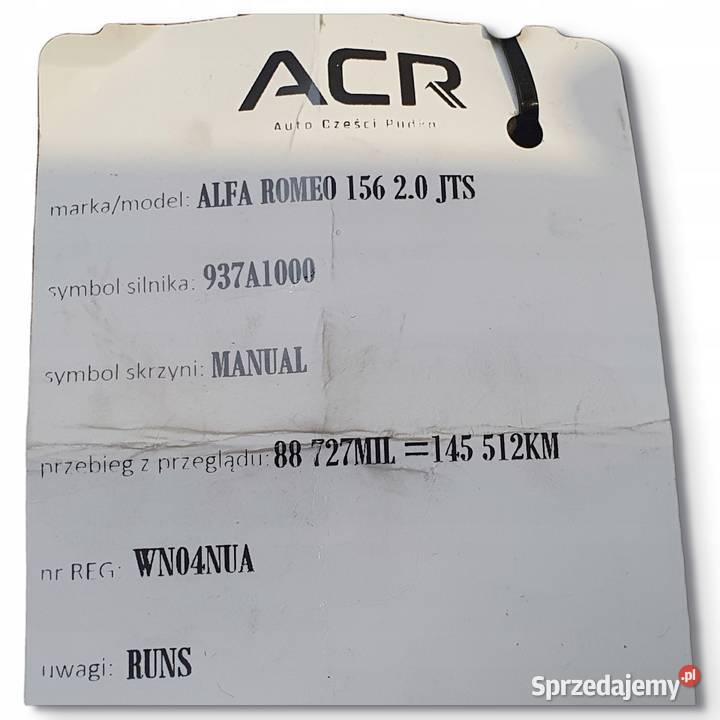 ACR
Auto Części
marka/model: ALFA ROMEO 156 2.0 JTS
symbol silnika: 937A1000
symbol skrzyni: MANUAL
przebieg z przeglądu: 88 727MIL =145 512KM
nr REG: WN04NUA
uwagi: RUNS
Sprzedajemy.pl